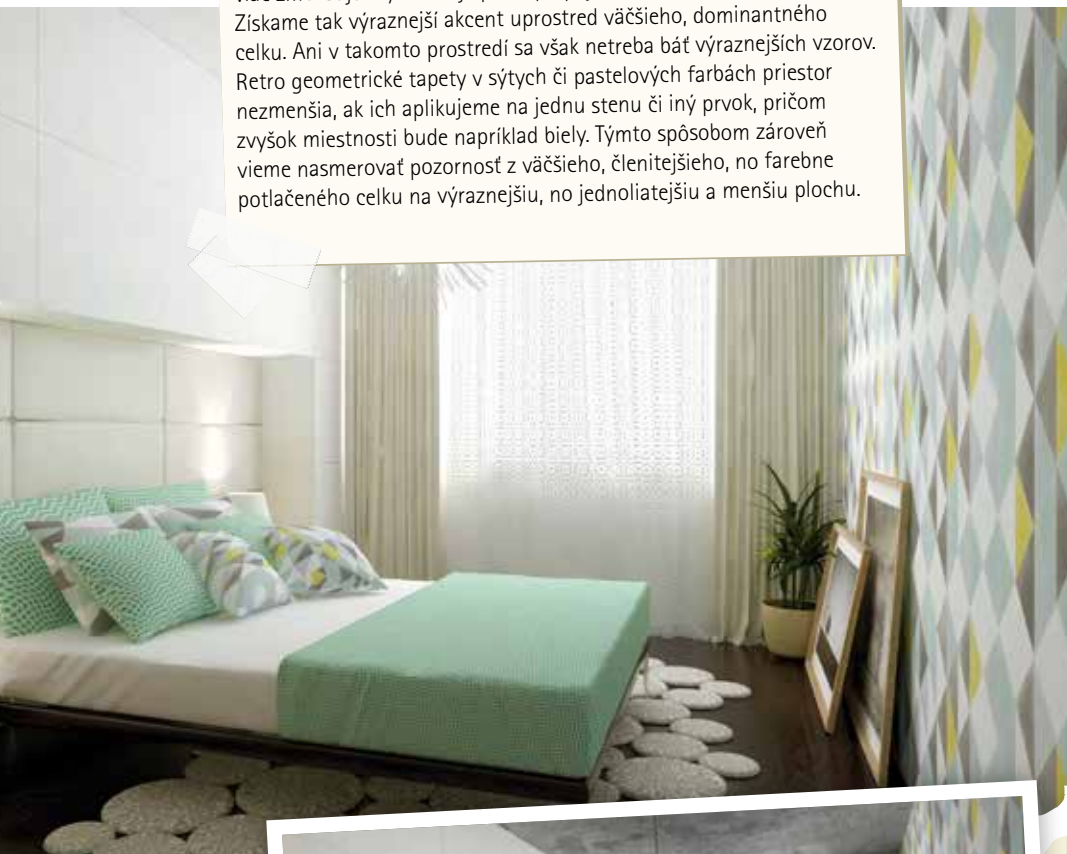 Získame tak výraznejší akcent uprostred väčšieho, dominantného
celku. Ani v takomto prostredí sa však netreba báť výraznejších vzorov.
Retro geometrické tapety v sýtych či pastelových farbách priestor
nezmenšia, ak ich aplikujeme na jednu stenu či iný prvok, pričom
zvyšok miestnosti bude napríklad biely. Týmto spôsobom zároveň
vieme nasmerovať pozornosť z väčšieho, členitejšieho, no farebne
potlačeného celku na výraznejšiu, no jednoliatejšiu a menšiu plochu.